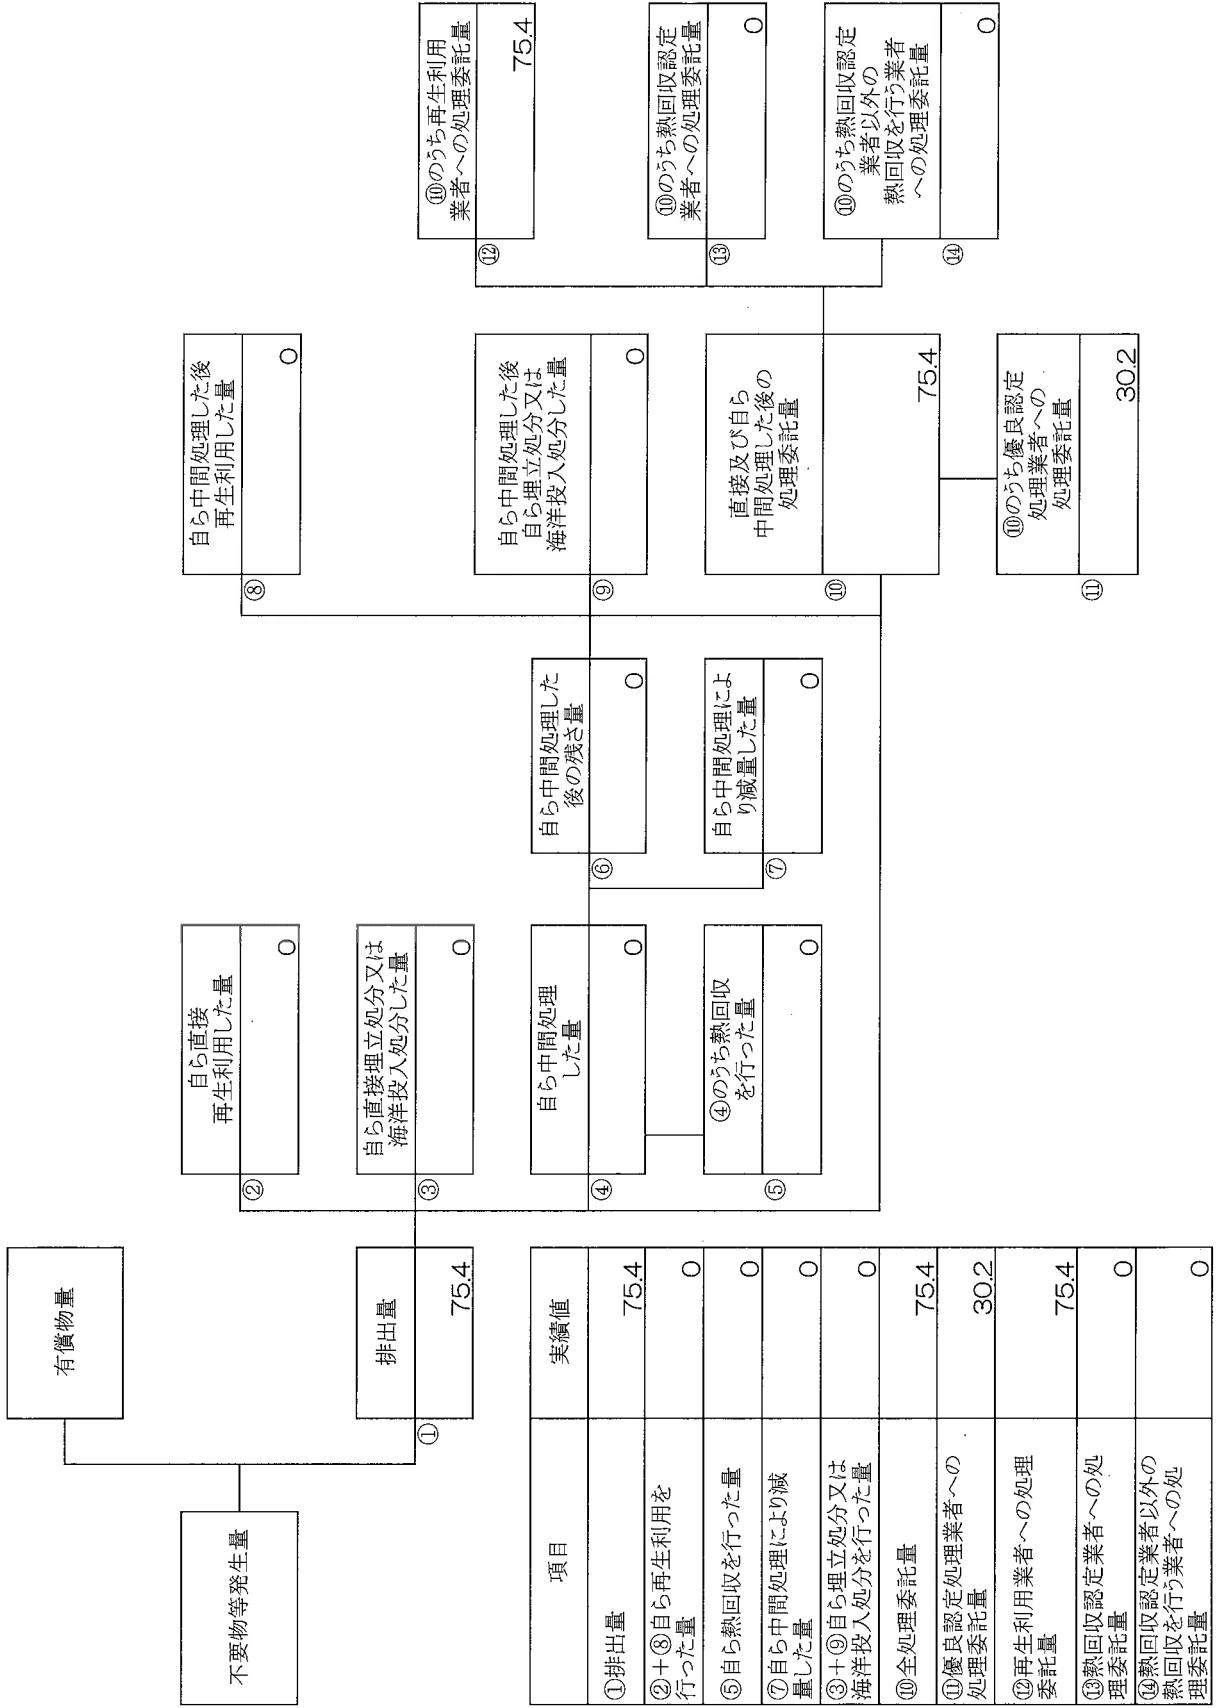 有償物量
不要物等発生量
排出量
①
75.4
自ら直接
再生利用した量
②
0
自ら直接埋立処分又は
海洋投入処分した量
③
0
自ら中間処理
した量
④
0
④のうち熱回収
を行った量
⑤
0
自ら中間処理した
後の残さ量
⑥
0
自ら中間処理によ
り減量した量
⑦
0
自ら中間処理した後
再生利用した量
⑧
0
自ら中間処理した後
自ら埋立処分又は
海洋投入処分した量
⑨
0
直接及び自ら
中間処理した後の
処理委託量
⑩
75.4
⑩のうち優良認定
処理業者への
処理委託量
⑪
30.2
⑩のうち再生利用
業者への処理委託量
⑫
75.4
⑩のうち熱回収認定
業者への処理委託量
⑬
0
⑩のうち熱回収認定
業者以外の
熱回収を行う業者
への処理委託量
⑭
0
項目 実績値
①排出量 75.4
②+⑧自ら再生利用を
行った量 0
⑤自ら熱回収を行った量 0
⑦自ら中間処理により減
量した量 0
③+⑨自ら埋立処分又は
海洋投入処分を行った量 0
⑩全処理委託量 75.4
⑪優良認定処理業者への
処理委託量 30.2
⑫再生利用業者への処理
委託量 75.4
⑬熱回収認定業者への処
理委託量 0
⑭熱回収認定業者以外の
熱回収を行う業者への処
理委託量 0